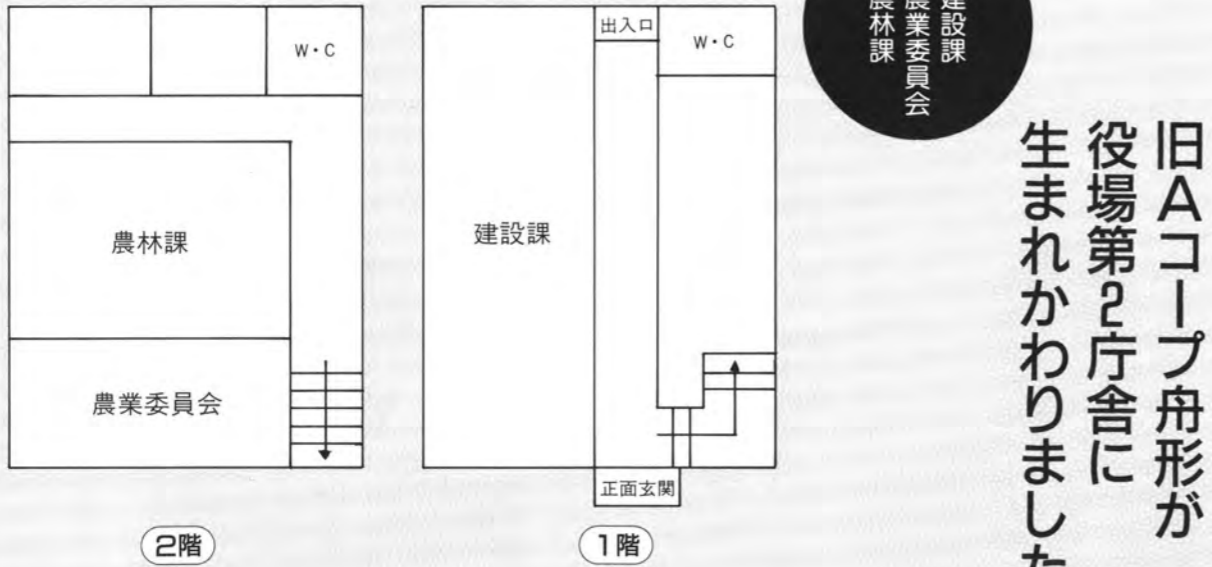 旧Aコープ舟形が
役場第2庁舎に
生まれかわりました
建設課
農業委員会
農林課
W・C
農林課
農業委員会
2階
出入口
W・C
建設課
正面玄関
1階